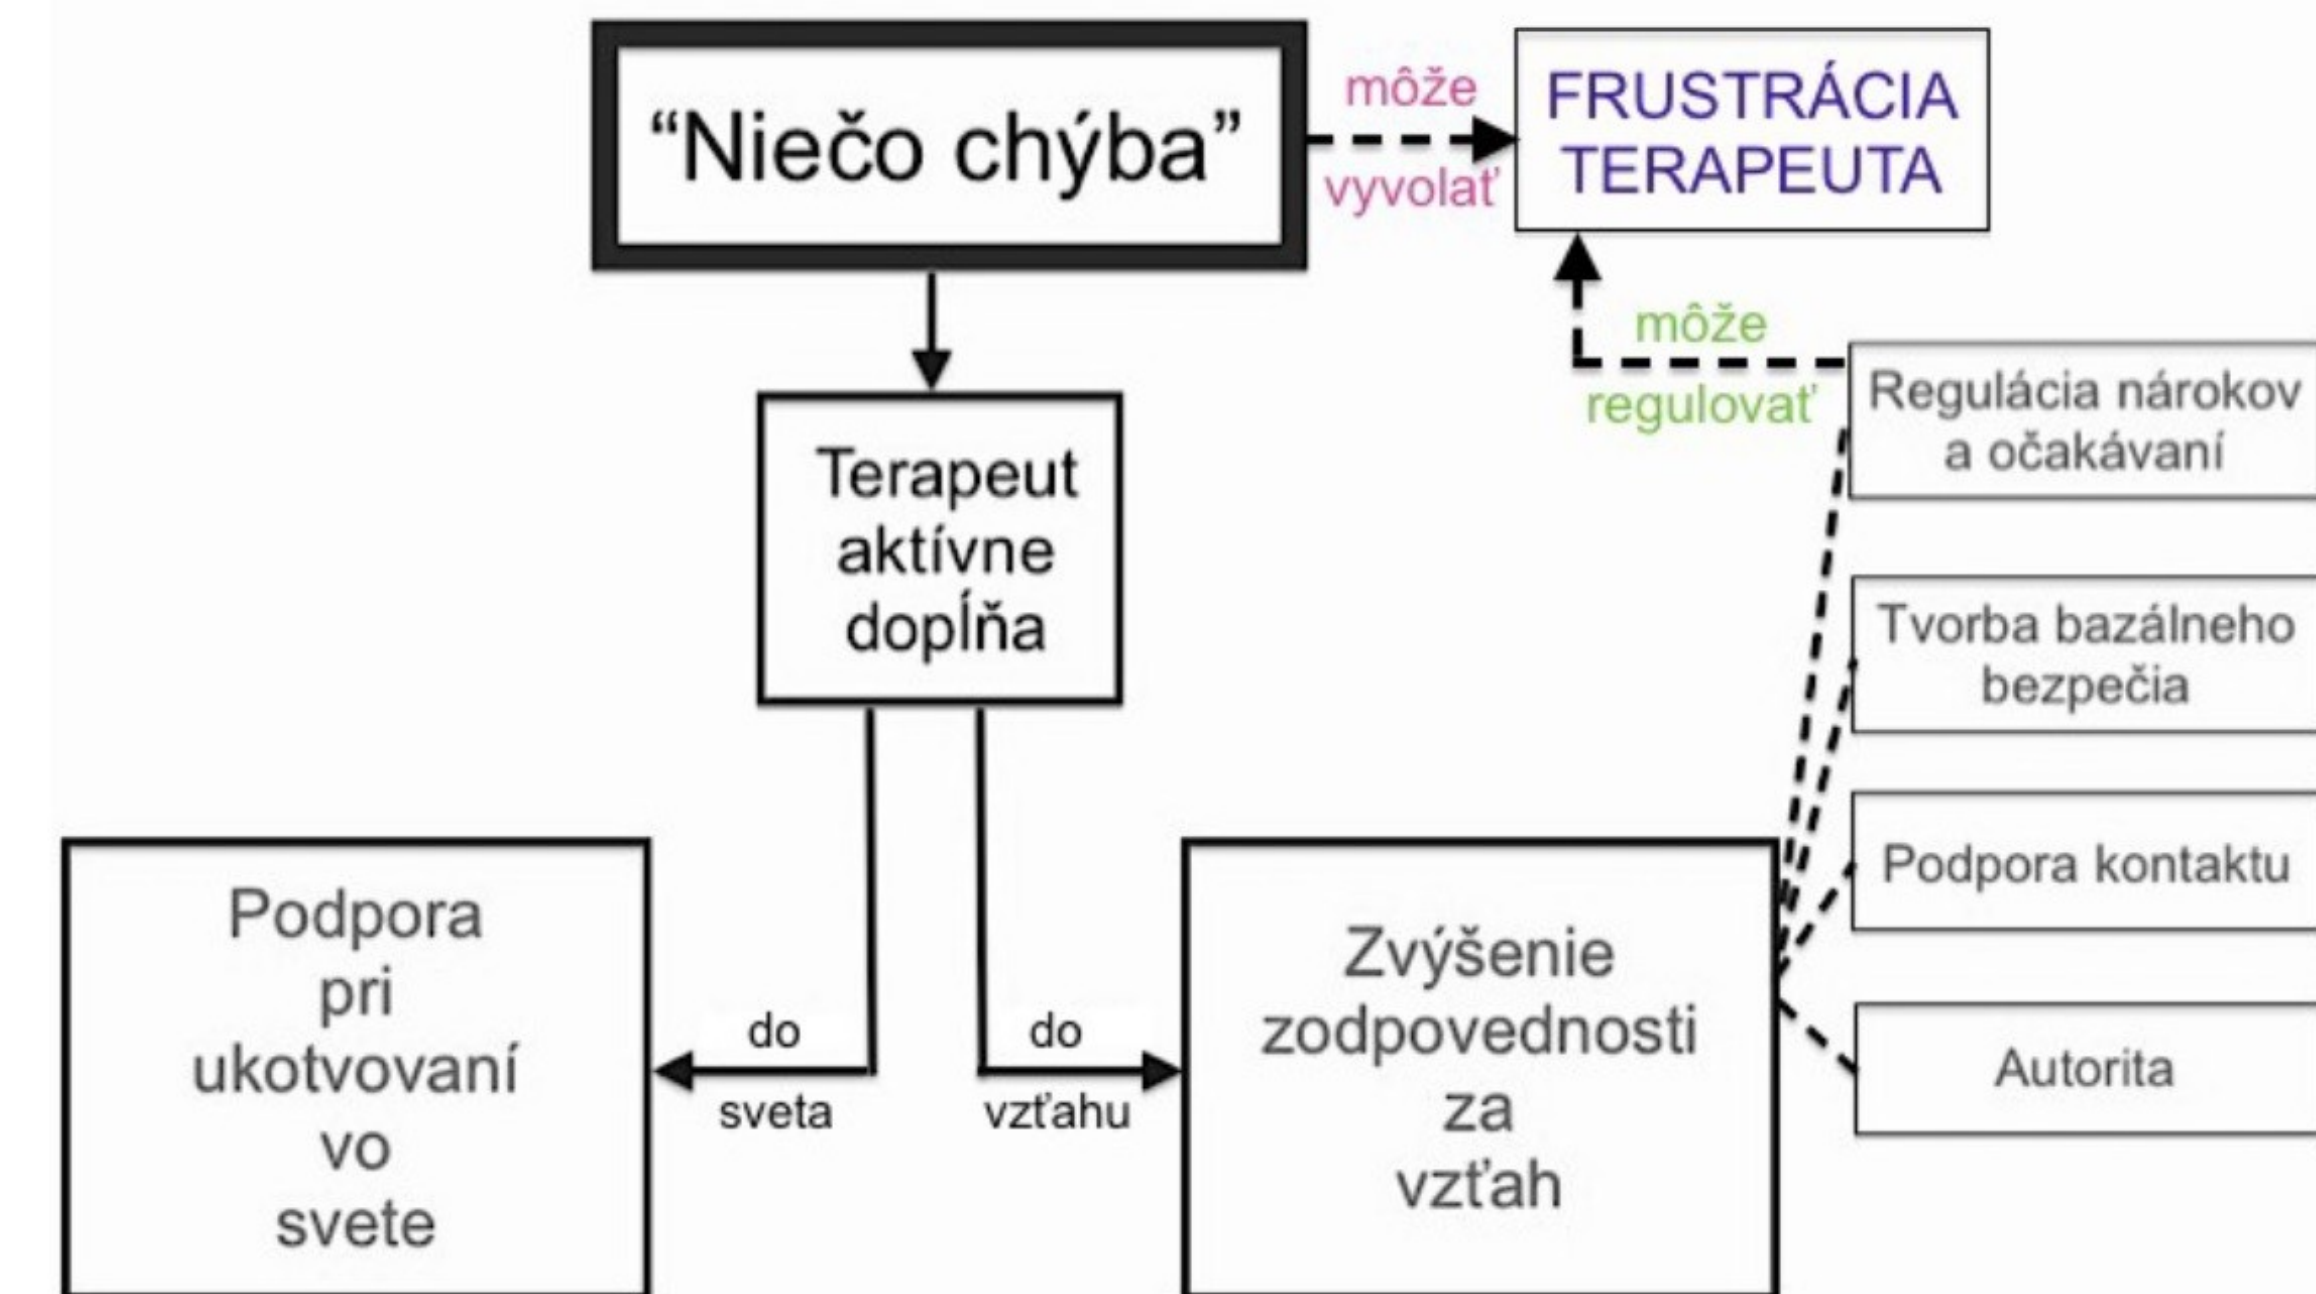 “Niečo chýba”
môže
vyvolať
FRUSTRÁCIA
TERAPEUTA
môže
regulovať
Regulácia nárokov
a očakávaní
Terapeut
aktívne
dopĺňa
Tvorba bazálneho
bezpečia
Podpora kontaktu
Autorita
Podpora
pri
ukotvovaní
vo
svete
do
sveta
do
vzťahu
Zvýšenie
zodpovednosti
za
vzťah